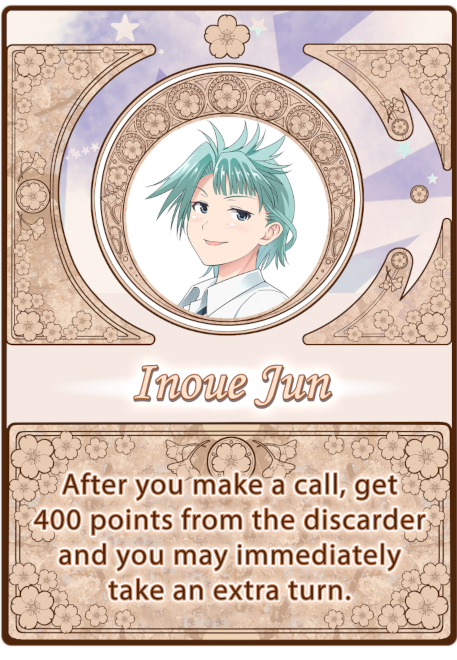 Inoue Jun
After you make a call, get
400 points from the discarder
and you may immediately
take an extra turn.